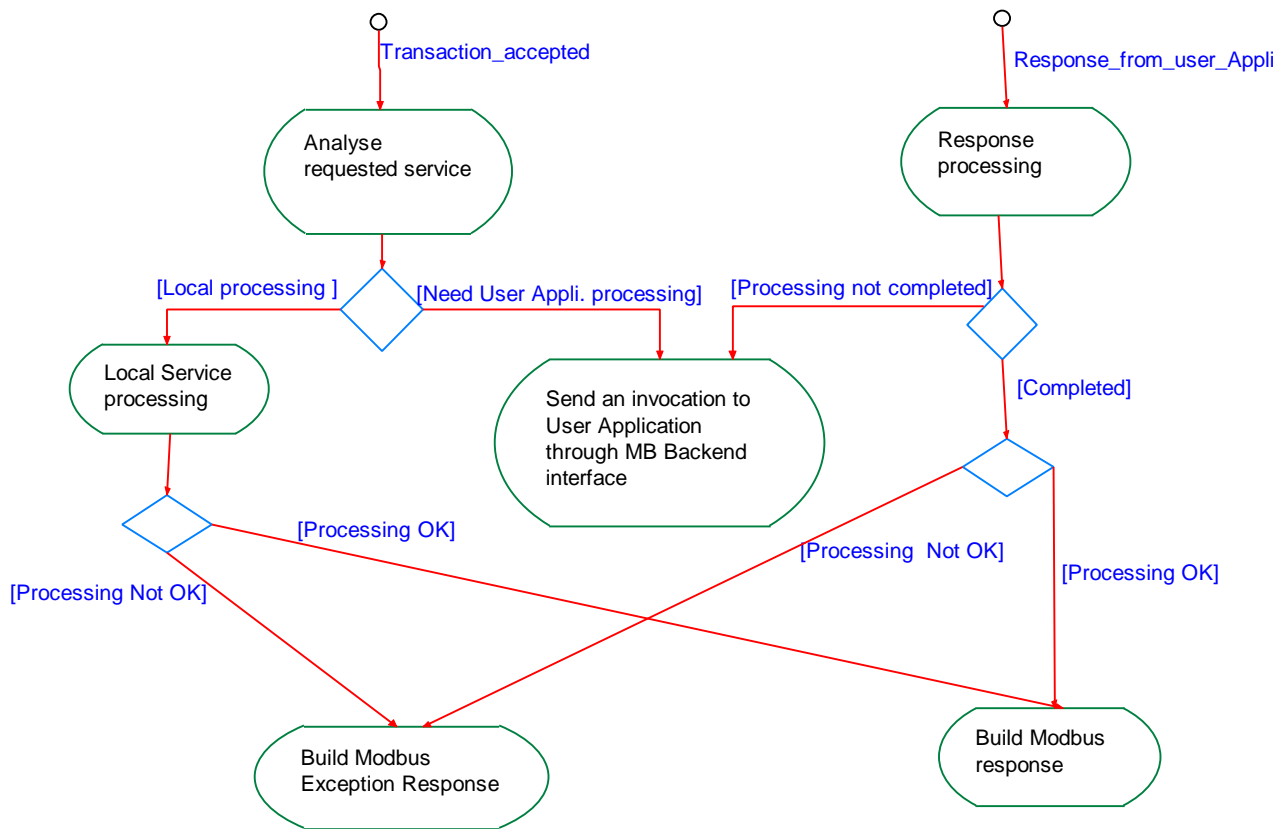 Transaction_accepted
Response_from_user_Appli
Analyse
requested service
Response
processing
[Local processing ]
[Need User Appli. processing]
[Processing not completed]
Local Service
processing
Send an invocation to
User Application
through MB Backend
interface
[Completed]
[Processing OK]
[Processing  Not OK]
[Processing Not OK]
[Processing OK]
Build Modbus
Exception Response
Build Modbus
response